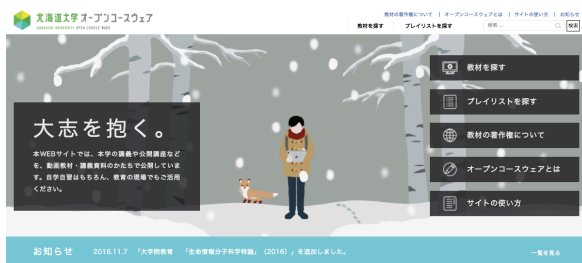 北海道大学 オープンコースウェア
HOKKAIDO UNIVERSITY OPEN COURSE WARE
教材の著作権について | オープンコースウェアとは | サイトの使い方 | お知らせ
教材を探す プレイリストを探す 検索 ... 検索
大志を抱く。
本WEBサイトでは、本学の講義や公開講座など
を、動画教材・講義資料のかたちで公開していま
す。自学自習はもちろん、教育の現場でもご活用
ください。
教材を探す
プレイリストを探す
教材の著作権について
オープンコースウェアとは
サイトの使い方
お知らせ 2016.11.7 「大学院教育 「生命情報分子科学特論」（2016）」を追加しました。 一覧を見る